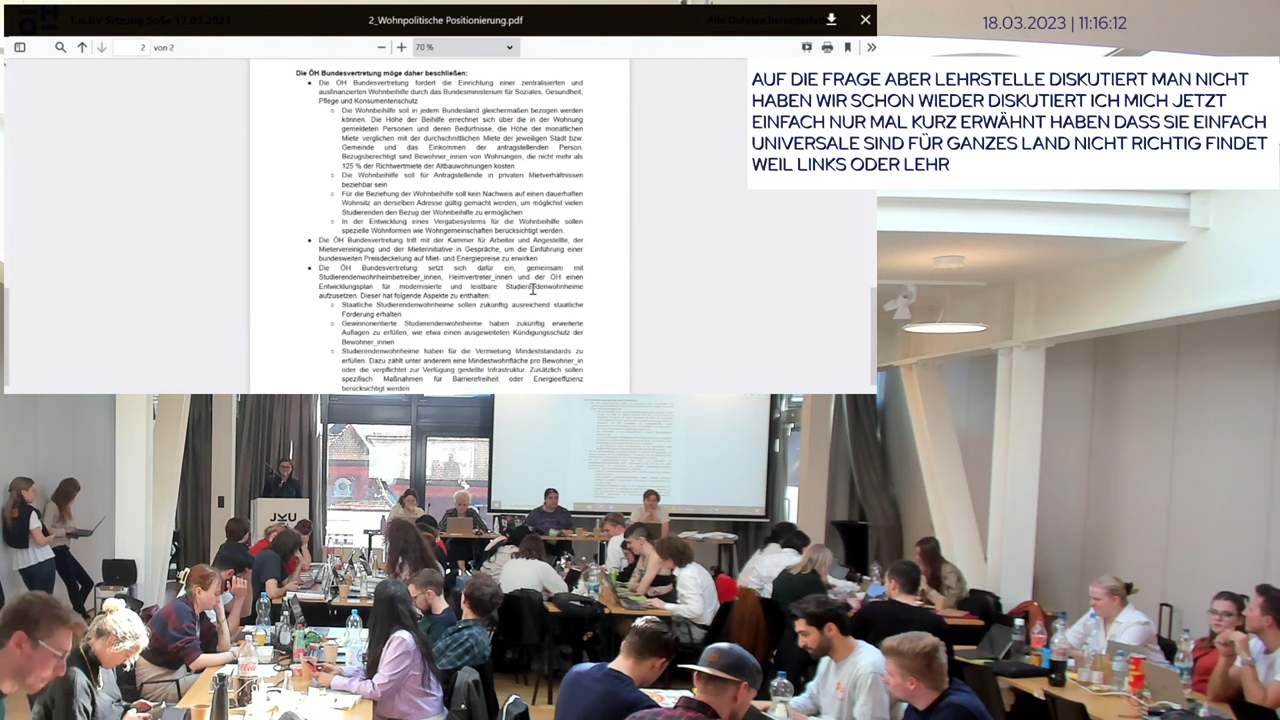 1.o.BV Sitzung SoSe 17.03.2023
2_Wohnpolitische Positionierung.pdf
Alle Dateien herunterladen
18.03.2023 | 11:16:12
2 von 2
70 %
AUF DIE FRAGE ABER LEHRSTELLE DISKUTIERT MAN NICHT
HABEN WIR SCHON WIEDER DISKUTIERT ICH MICH JETZT
EINFACH NUR MAL KURZ ERWÄHNT HABEN DASS SIE EINFACH
UNIVERSALE SIND FÜR GANZES LAND NICHT RICHTIG FINDET
WEIL LINKS ODER LEHR
Die ÖH Bundesvertretung möge daher beschließen:
• Die ÖH Bundesvertretung fordert die Einrichtung einer zentralisierten und
ausfinanzierten Wohnbeihilfe durch das Bundesministerium für Soziales, Gesundheit,
Pflege und Konsumentenschutz
○ Die Wohnbeihilfe soll in jedem Bundesland gleichermaßen bezogen werden
können. Die Höhe der Beihilfe errechnet sich über die in der Wohnung
gemeldeten Personen und deren Bedürfnisse, die Höhe der monatlichen
Miete verglichen mit der durchschnittlichen Miete der jeweiligen Stadt bzw.
Gemeinde und das Einkommen der antragstellenden Person.
Bezugsberechtigt sind Bewohner_innen von Wohnungen, die nicht mehr als
125 % der Richtwertmiete der Altbauwohnungen kosten
○ Die Wohnbeihilfe soll für Antragstellende in privaten Mietverhältnissen
beziehbar sein
○ Für die Beziehung der Wohnbeihilfe soll kein Nachweis auf einen dauerhaften
Wohnsitz an derselben Adresse gültig gemacht werden, um möglichst vielen
Studierenden den Bezug der Wohnbeihilfe zu ermöglichen
○ In der Entwicklung eines Vergabesystems für die Wohnbeihilfe sollen
spezielle Wohnformen wie Wohngemeinschaften berücksichtigt werden.
• Die ÖH Bundesvertretung tritt mit der Kammer für Arbeiter und Angestellte, der
Mietervereinigung und der Mieterinitiative in Gespräche, um die Einführung einer
bundesweiten Preisdeckelung auf Miet- und Energiepreise zu erwirken
• Die ÖH Bundesvertretung setzt sich dafür ein, gemeinsam mit
Studierendenwohnheimbetreiber_innen, Heimvertreter_innen und der ÖH einen
Entwicklungsplan für modernisierte und leistbare Studierendenwohnheime
aufzusetzen. Dieser hat folgende Aspekte zu enthalten:
○ Staatliche Studierendenwohnheime sollen zukünftig ausreichend staatliche
Förderung erhalten
○ Gewinnorientierte Studierendenwohnheime haben zukünftig erweiterte
Auflagen zu erfüllen, wie etwa einen ausgeweiteten Kündigungsschutz der
Bewohner_innen
○ Studierendenwohnheime haben für die Vermietung Mindeststandards zu
erfüllen. Dazu zählt unter anderem eine Mindestwohnfläche pro Bewohner_in
oder die verpflichtet zur Verfügung gestellte Infrastruktur. Zusätzlich sollen
spezifisch Maßnahmen für Barrierefreiheit oder Energieeffizienz
berücksichtigt werden
JKU